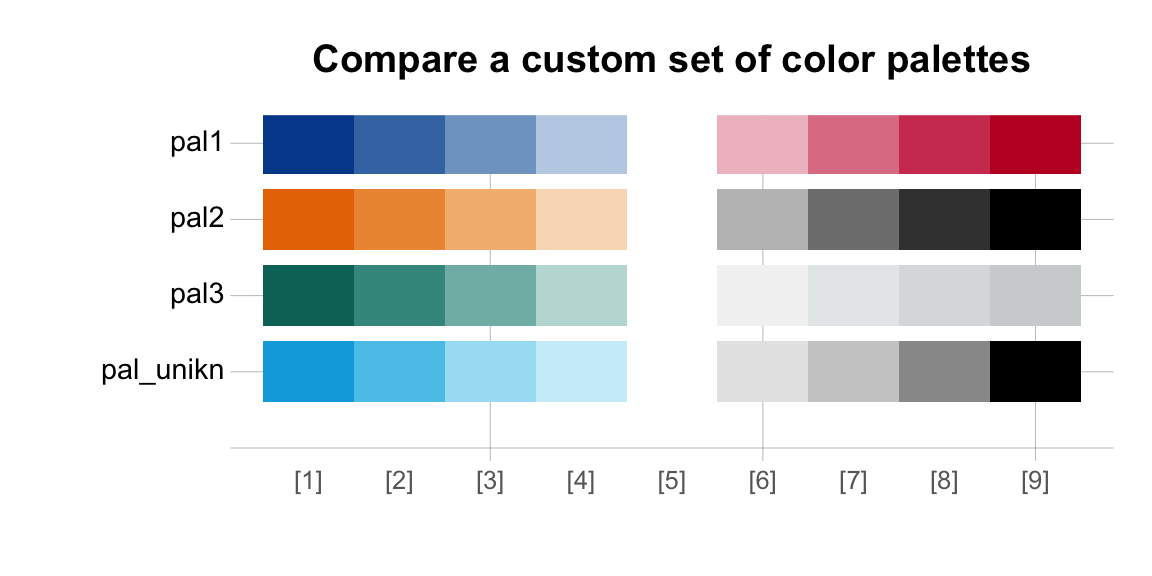 Compare a custom set of color palettes
pal1
pal2
pal3
pal_unikn
[1] [2] [3] [4] [5] [6] [7] [8] [9]